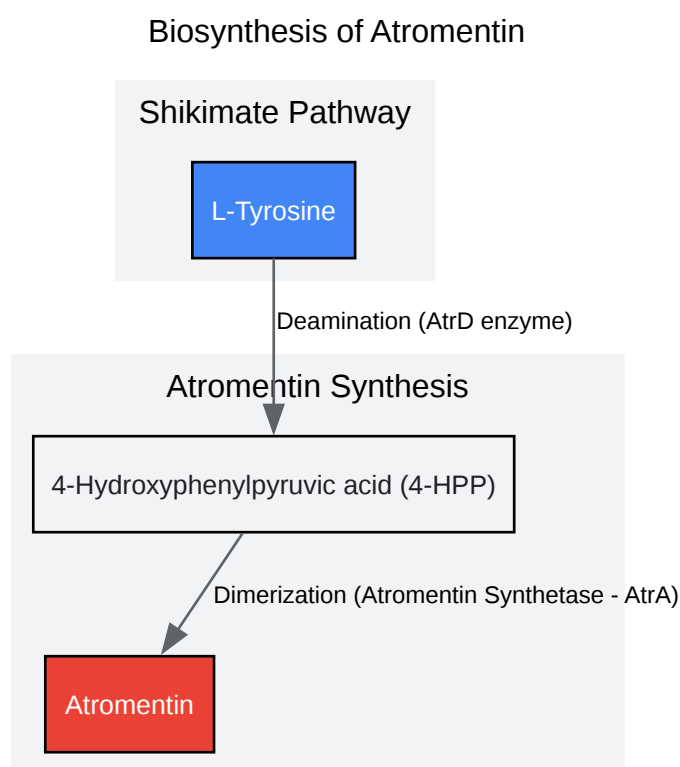 Biosynthesis of Atromentin
Shikimate Pathway
L-Tyrosine
Deamination (AtrD enzyme)
Atromentin Synthesis
4-Hydroxyphenylpyruvic acid (4-HPP)
Dimerization (Atromentin Synthetase - AtrA)
Atromentin